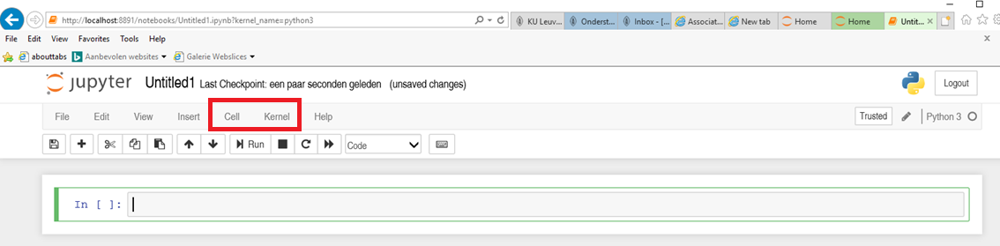 http://localhost:8891/notebooks/Untitled1.ipynb?kernel_name=python3
KU Leuv... Onderst... Inbox - [... Associat... New tab Home Home Untit...
File Edit View Favorites Tools Help
abouttabs Aanbevolen websites Galerie Webslices
jupyter Untitled1 Last Checkpoint: een paar seconden geleden (unsaved changes) Logout
File Edit View Insert Cell Kernel Help Trusted Python 3
Run Code
In [ ]: